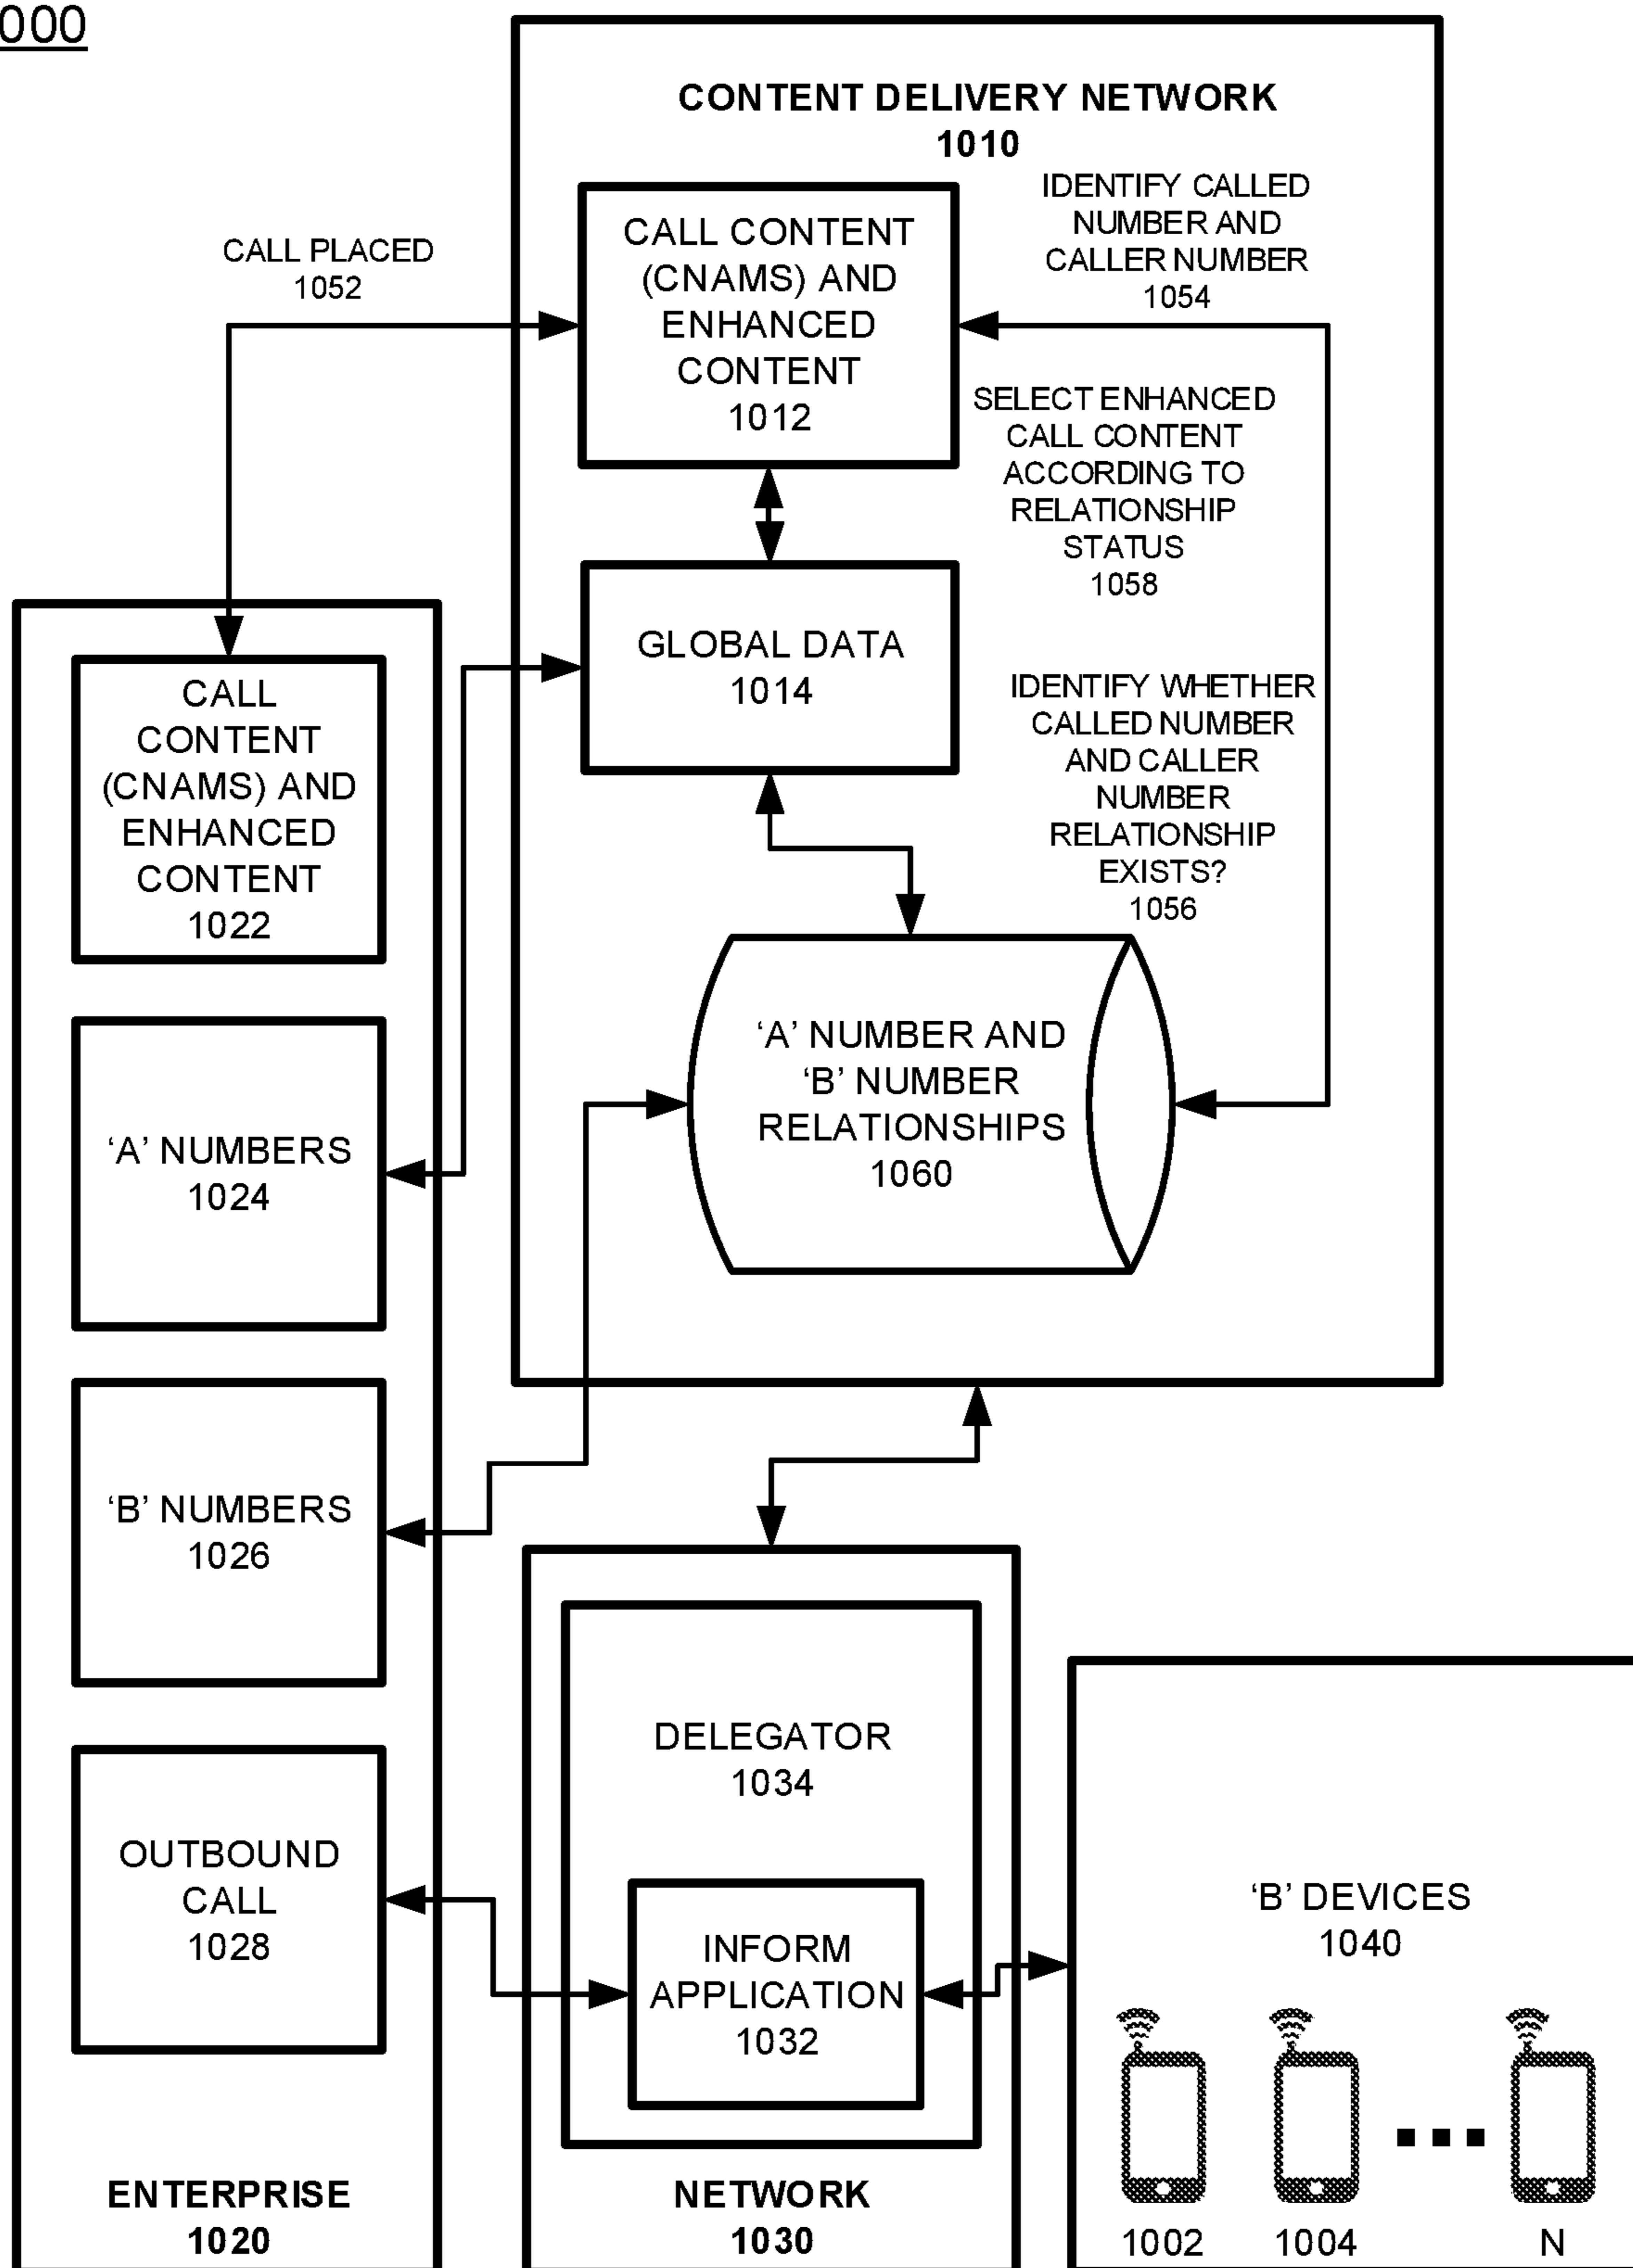 000
CONTENT DELIVERY NETWORK
1010
CALL PLACED
1052
CALL CONTENT
(CNAMS) AND
ENHANCED
CONTENT
1012
IDENTIFY CALLED
NUMBER AND
CALLER NUMBER
1054
SELECT ENHANCED
CALL CONTENT
ACCORDING TO
RELATIONSHIP
STATUS
1058
GLOBAL DATA
1014
IDENTIFY WHETHER
CALLED NUMBER
AND CALLER
NUMBER
RELATIONSHIP
EXISTS?
1056
CALL
CONTENT
(CNAMS) AND
ENHANCED
CONTENT
1022
‘A’ NUMBER AND
‘B’ NUMBER
RELATIONSHIPS
1060
‘A’ NUMBERS
1024
‘B’ NUMBERS
1026
OUTBOUND
CALL
1028
DELEGATOR
1034
INFORM
APPLICATION
1032
‘B’ DEVICES
1040
1002
1004
N
ENTERPRISE
1020
NETWORK
1030